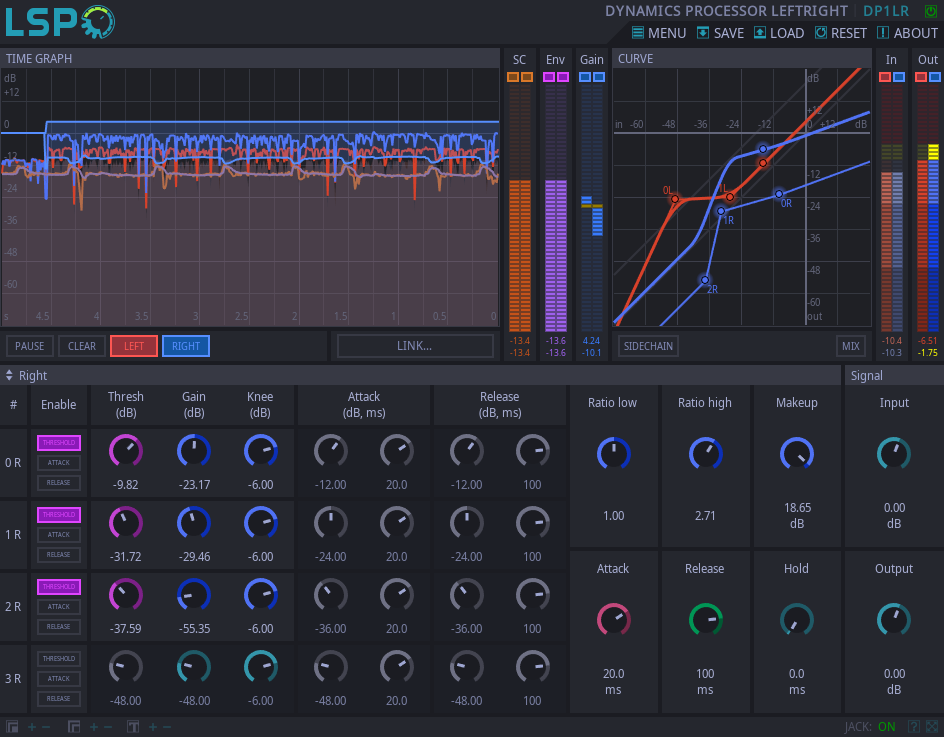 LSP
DYNAMICS PROCESSOR LEFTRIGHT DP1LR
MENU SAVE LOAD RESET ABOUT
TIME GRAPH
SC Env Gain
CURVE
In Out
dB
+12
0
-12
-24
-36
-48
-60
s 4.5 4 3.5 3 2.5 2 1.5 1 0.5 0
dB
+12
in -60 -48 -36 -24 -12 0 +12 dB
-12
-24
-36
-48
-60
out
0L 1L 0R 1R 2R
-13.4 -13.6 4.24 -10.4 -6.51
-13.4 -13.6 -10.1 -10.3 -1.75
PAUSE CLEAR LEFT RIGHT LINK... SIDECHAIN MIX
Right Signal
# Enable Thresh (dB) Gain (dB) Knee (dB) Attack (dB, ms) Release (dB, ms)
Ratio low Ratio high Makeup Input
0 R THRESHOLD ATTACK RELEASE
-9.82 -23.17 -6.00 -12.00 20.0 -12.00 100
1.00 2.71 18.65 dB 0.00 dB
1 R THRESHOLD ATTACK RELEASE
-31.72 -29.46 -6.00 -24.00 20.0 -24.00 100
Attack Release Hold Output
2 R THRESHOLD ATTACK RELEASE
-37.59 -55.35 -6.00 -36.00 20.0 -36.00 100
20.0 ms 100 ms 0.0 ms 0.00 dB
3 R THRESHOLD ATTACK RELEASE
-48.00 -48.00 -6.00 -48.00 20.0 -48.00 100
JACK: ON